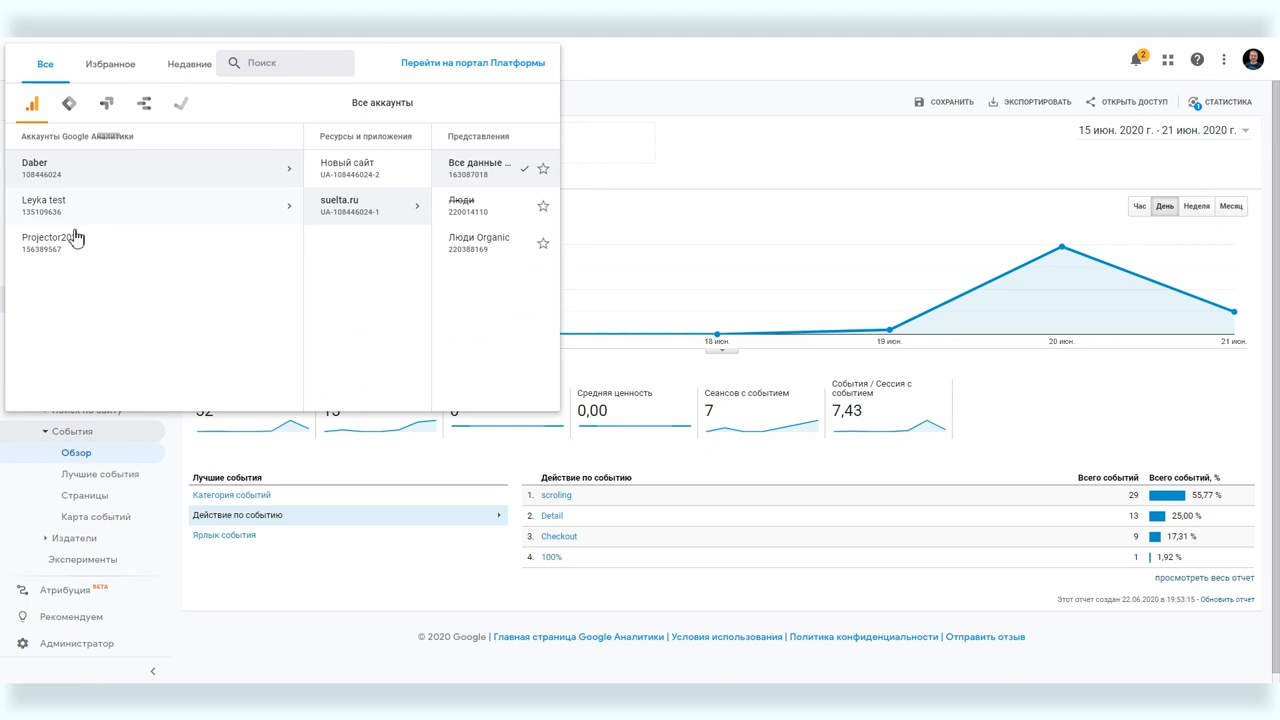 Все
Избранное
Недавние
Поиск
Перейти на портал Платформы
2
Все аккаунты
Аккаунты Google Аналитики
Ресурсы и приложения
Представления
Daber
108446024
Новый сайт
UA-108446024-2
Все данные ...
163087018
Leyka test
135109636
suelta.ru
UA-108446024-1
Люди
220014110
156389567
Люди Organic
220388169
СОХРАНИТЬ
ЭКСПОРТИРОВАТЬ
ОТКРЫТЬ ДОСТУП
1
СТАТИСТИКА
15 июн. 2020 г. - 21 июн. 2020 г.
Час
День
Неделя
Месяц
18 июн.
19 июн.
20 июн.
21 июн.
Средняя ценность
0,00
Сеансов с событием
7
События / Сессия с
событием
7,43
Поиск по сайту
События
Обзор
Лучшие события
Страницы
Карта событий
Издатели
Эксперименты
Атрибуция BETA
Рекомендуем
Администратор
Лучшие события
Категория событий
Действие по событию
Ярлык события
Действие по событию
Всего событий
Всего событий, %
1. scroling 29 55,77 %
2. Detail 13 25,00 %
3. Checkout 9 17,31 %
4. 100% 1 1,92 %
просмотреть весь отчет
Этот отчет создан 22.06.2020 в 19:53:15 - Обновить отчет
© 2020 Google | Главная страница Google Аналитики | Условия использования | Политика конфиденциальности | Отправить отзыв